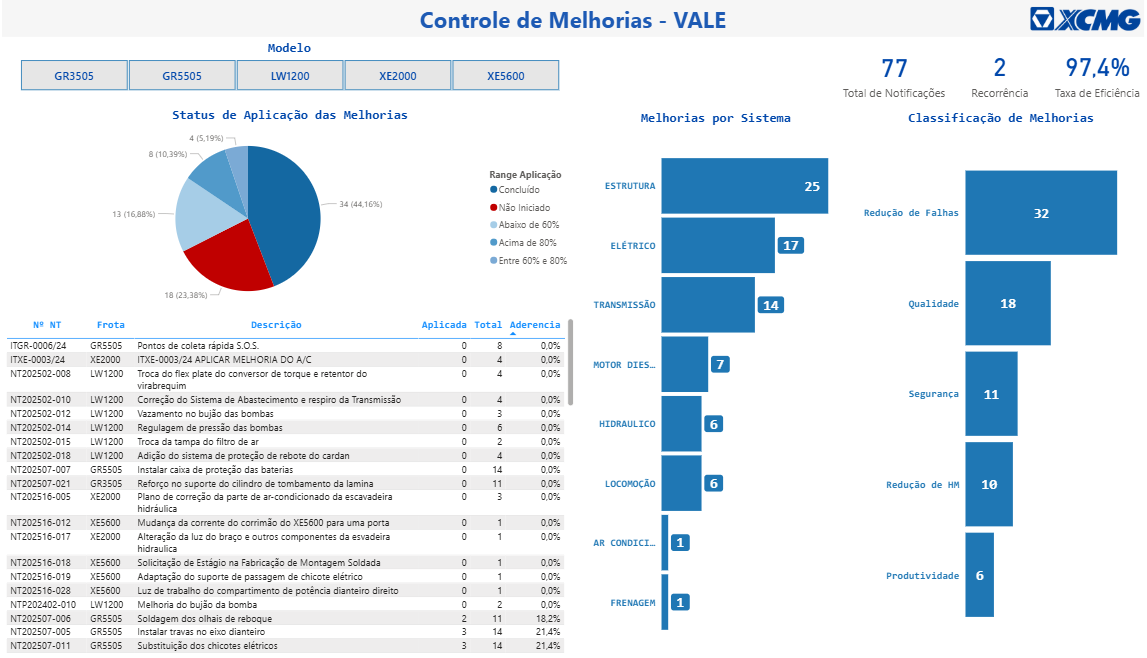 Controle de Melhorias - VALE
XCMG
Modelo
GR3505 GR5505 LW1200 XE2000 XE5600
77
Total de Notificações
2
Recorrência
97,4%
Taxa de Eficiência
Status de Aplicação das Melhorias
4 (5,19%)
8 (10,39%)
13 (16,88%)
18 (23,38%)
34 (44,16%)
Range Aplicação
Concluído
Não Iniciado
Abaixo de 60%
Acima de 80%
Entre 60% e 80%
Nº NT Frota Descrição Aplicada Total Aderencia
ITGR-0006/24 GR5505 Pontos de coleta rápida S.O.S. 0 8 0,0%
ITXE-0003/24 XE2000 ITXE-0003/24 APLICAR MELHORIA DO A/C 0 4 0,0%
NT202502-008 LW1200 Troca do flex plate do conversor de torque e retentor do 0 4 0,0%
virabrequim
NT202502-010 LW1200 Correção do Sistema de Abastecimento e respiro da Transmissão 0 4 0,0%
NT202502-012 LW1200 Vazamento no bujão das bombas 0 3 0,0%
NT202502-014 LW1200 Regulagem de pressão das bombas 0 6 0,0%
NT202502-015 LW1200 Troca da tampa do filtro de ar 0 2 0,0%
NT202502-018 LW1200 Adição do sistema de proteção de rebote do cardan 0 4 0,0%
NT202507-007 GR5505 Instalar caixa de proteção das baterias 0 14 0,0%
NT202507-021 GR3505 Reforço no suporte do cilindro de tombamento da lamina 0 11 0,0%
NT202516-005 XE2000 Plano de correção da parte de ar-condicionado da escavadeira 0 3 0,0%
hidráulica
NT202516-012 XE5600 Mudança da corrente do corrimão do XE5600 para uma porta 0 1 0,0%
NT202516-017 XE2000 Alteração da luz do braço e outros componentes da esvadeira 0 1 0,0%
hidraulica
NT202516-018 XE5600 Solicitação de Estágio na Fabricação de Montagem Soldada 0 1 0,0%
NT202516-019 XE5600 Adaptação do suporte de passagem de chicote elétrico 0 1 0,0%
NT202516-028 XE5600 Luz de trabalho do compartimento de potência dianteiro direito 0 1 0,0%
NTP202402-010 LW1200 Melhoria do bujão da bomba 0 2 0,0%
NT202507-006 GR5505 Soldagem dos olhais de reboque 2 11 18,2%
NT202507-005 GR5505 Instalar travas no eixo dianteiro 3 14 21,4%
NT202507-011 GR5505 Substituição dos chicotes elétricos 3 14 21,4%
Melhorias por Sistema
ESTRUTURA 25
ELÉTRICO 17
TRANSMISSÃO 14
MOTOR DIES... 7
HIDRAULICO 6
LOCOMOÇÃO 6
AR CONDICI... 1
FRENAGEM 1
Classificação de Melhorias
Redução de Falhas 32
Qualidade 18
Segurança 11
Redução de HM 10
Produtividade 6